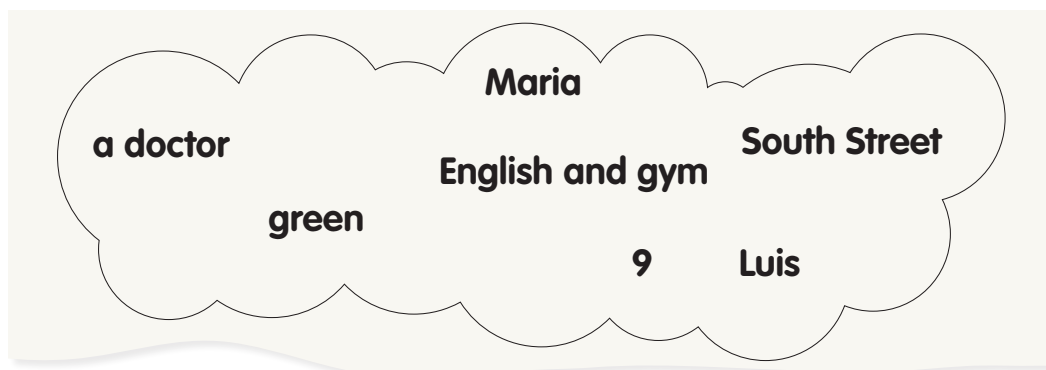 Maria
a doctor
South Street
English and gym
green
9
Luis